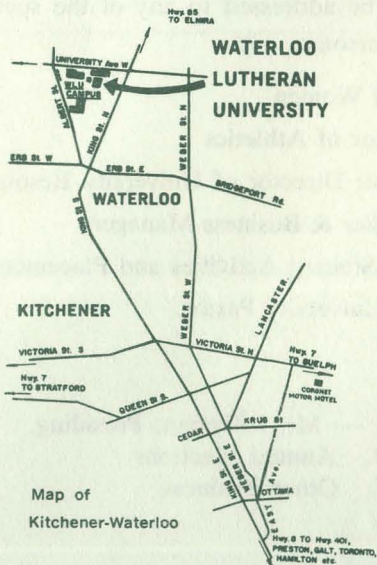 Hwy. 85
TO ELMIRA
WATERLOO
LUTHERAN
UNIVERSITY
UNIVERSITY Ave W.
WLU
CAMPUS
ALBERT St.
KING St. N
WEBER St.
ERB St. W
ERB St. E
BRIDGEPORT Rd.
WATERLOO
KING St. S
KITCHENER
WEBER St. W
LANCASTER
VICTORIA St. S
VICTORIA St. N
Hwy. 7
TO GUELPH
CORONET
MOTOR HOTEL
Hwy. 7
TO STRATFORD
QUEEN St S.
CEDAR
KRUG St
KING St. E
WEBER St. E
OTTAWA
EAST Ave.
Map of
Kitchener-Waterloo
Hwy. 8 TO Hwy 401,
PRESTON, GALT, TORONTO,
HAMILTON etc.